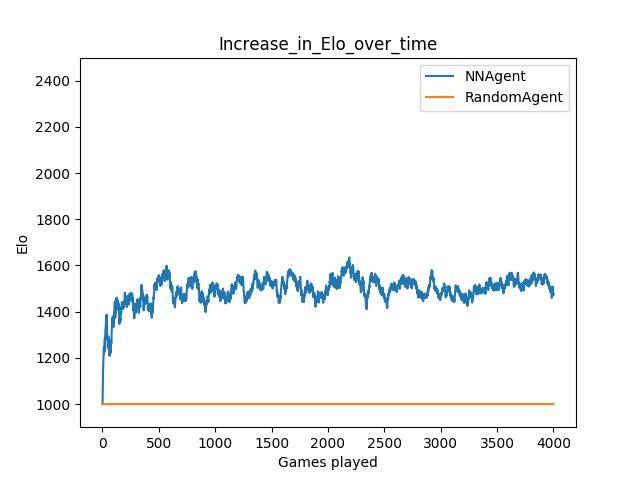 Increase_in_Elo_over_time
NNAgent
RandomAgent
2400
2200
2000
1800
1600
1400
1200
1000
Elo
0 500 1000 1500 2000 2500 3000 3500 4000
Games played